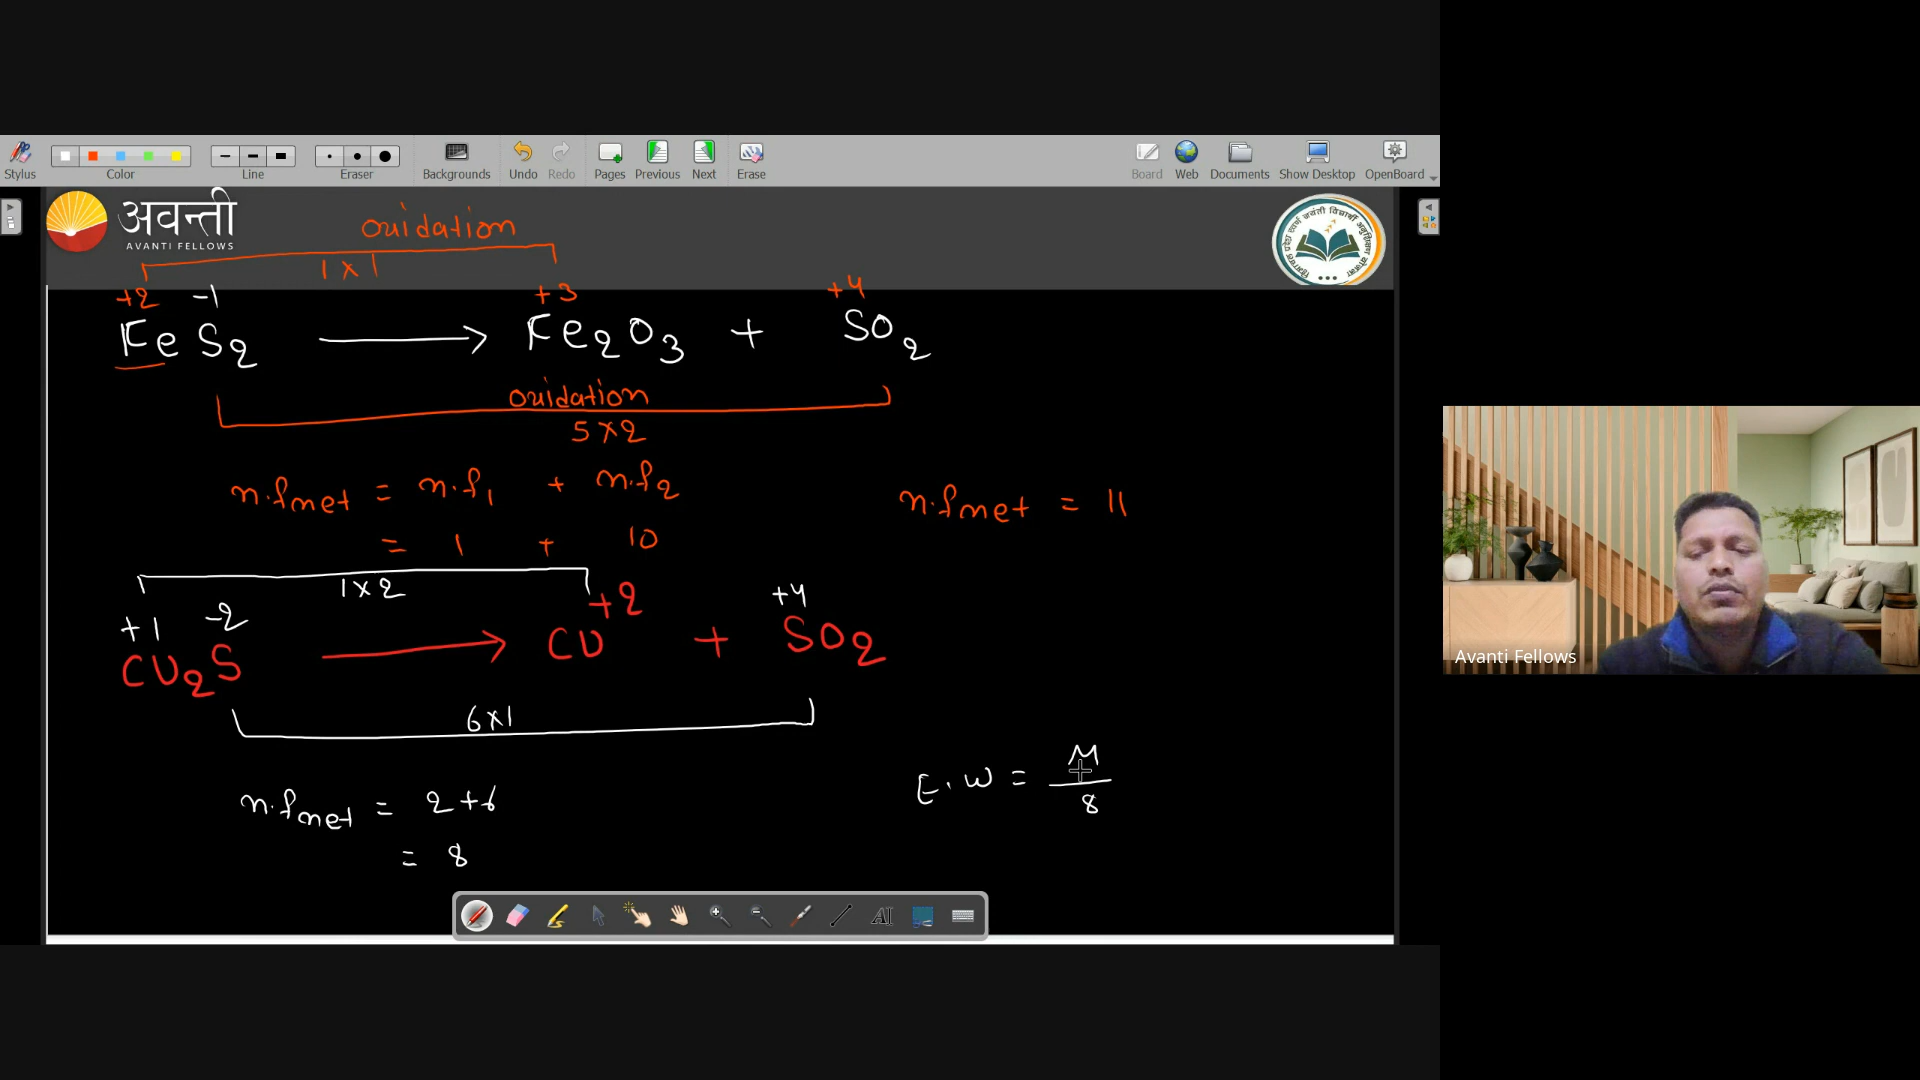 Stylus Color Line Eraser Backgrounds Undo Redo Pages Previous Next Erase Board Web Documents Show Desktop OpenBoard
अवन्ती
AVANTI FELLOWS
oxidation
1 x 1
+2 -1 +3 +4
FeS2 ⟶ Fe2O3 + SO2
oxidation
5 x 2
n.fnet = n.f1 + n.f2
n.fnet = 11
= 1 + 10
1 x 2
+1 -2 +2 +4
CU2S ⟶ CU + SO2
6x1
n.fnet = 2+6
= 8
E.W = M/8
AI
Avanti Fellows